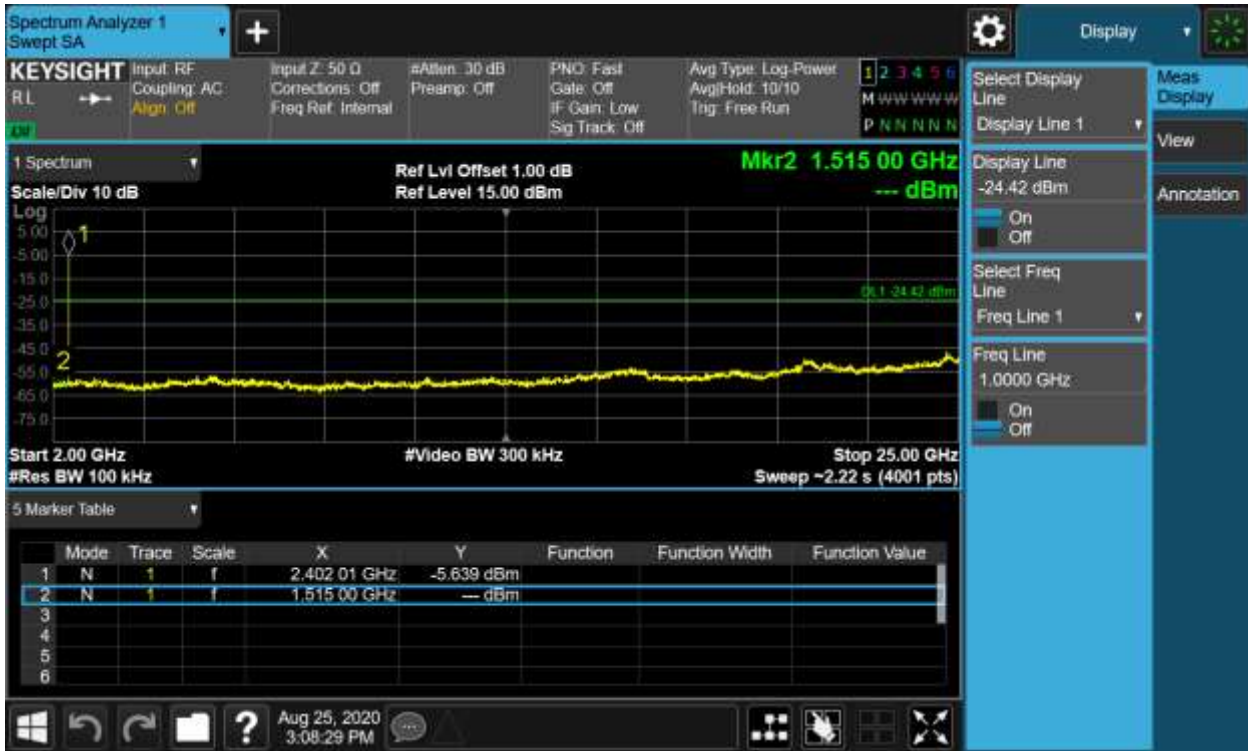 Spectrum Analyzer 1
Swept SA
Display
KEYSIGHT
RL
Input: RF
Coupling: AC
Align: Off
Input Z: 50 Ω
Corrections: Off
Freq Ref: Internal
#Atten: 30 dB
Preamp: Off
PNO: Fast
Gate: Off
IF Gain: Low
Sig Track: Off
Avg Type: Log-Power
Avg|Hold: 10/10
Trig: Free Run
1 2 3 4 5 6
M W W W W W
P N N N N N
1 Spectrum
Scale/Div 10 dB
Ref Lvl Offset 1.00 dB
Ref Level 15.00 dBm
Mkr2 1.515 00 GHz
--- dBm
Log
5.00
-5.00
-15.0
-25.0
-35.0
-45.0
-55.0
-65.0
-75.0
1
2
DL1 -24.42 dBm
Start 2.00 GHz
#Res BW 100 kHz
#Video BW 300 kHz
Stop 25.00 GHz
Sweep ~2.22 s (4001 pts)
5 Marker Table
Mode Trace Scale X Y Function Function Width Function Value
1 N 1 f 2.402 01 GHz -5.639 dBm
2 N 1 f 1.515 00 GHz --- dBm
3
4
5
6
Select Display
Line
Display Line 1
Display Line
-24.42 dBm
On
Off
Select Freq
Line
Freq Line 1
Freq Line
1.0000 GHz
On
Off
Meas
Display
View
Annotation
?
Aug 25, 2020
3:08:29 PM